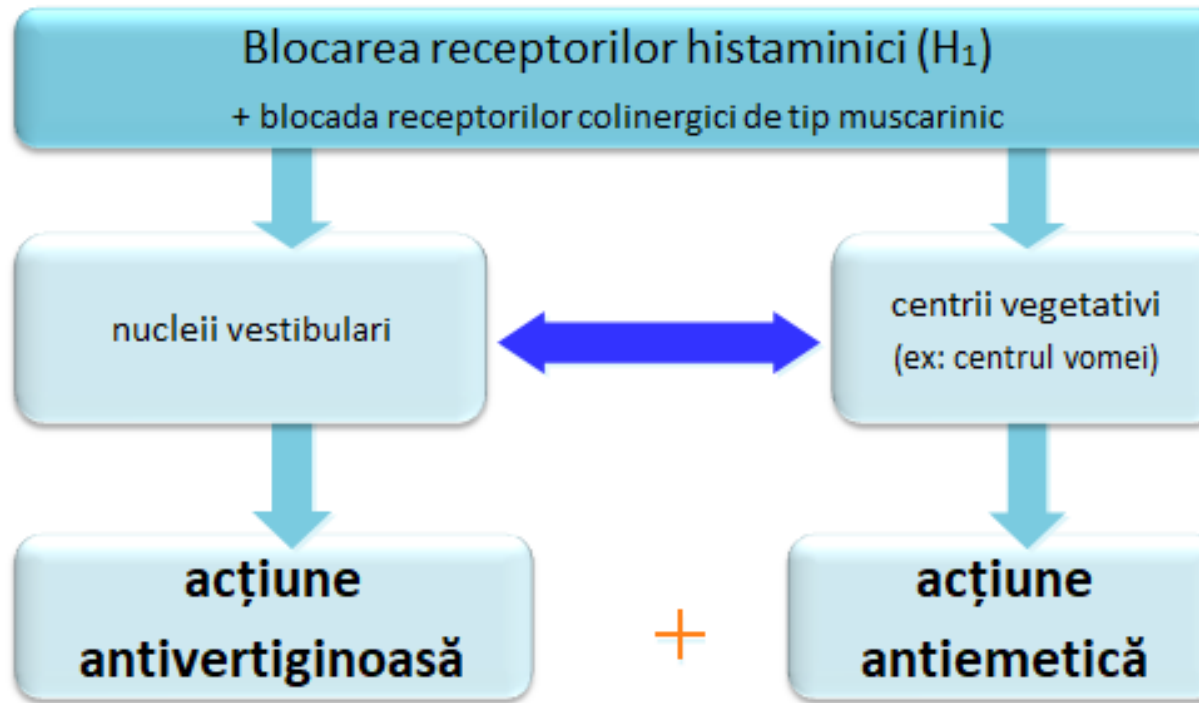 Blocarea receptorilor histaminici (H₁)
+ blocada receptorilor colinergici de tip muscarinic
nucleii vestibulari
centrii vegetativi
(ex: centrul vomei)
acțiune
antivertiginoasă
+
acțiune
antiemetică